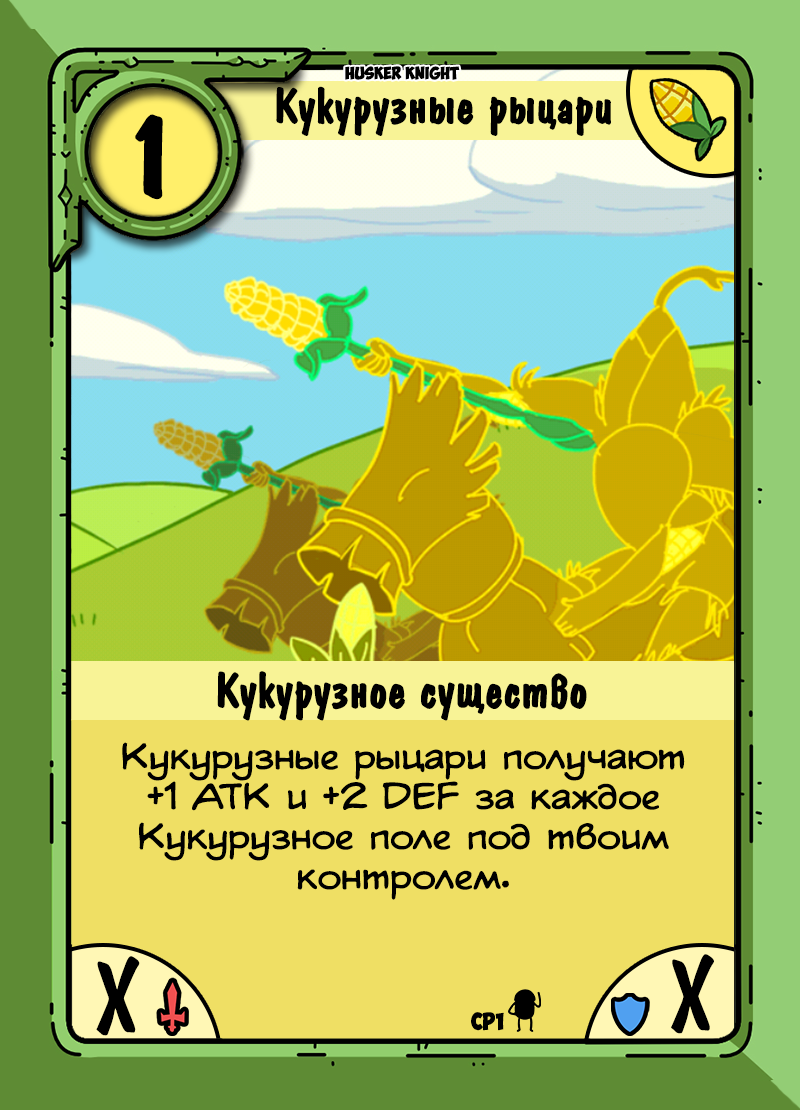 HUSKER KNIGHT
Кукурузные рыцари
1
Кукурузное существо
Кукурузные рыцари получают
+1 ATK и +2 DEF за каждое
Кукурузное поле под твоим
контролем.
X
CP1
X